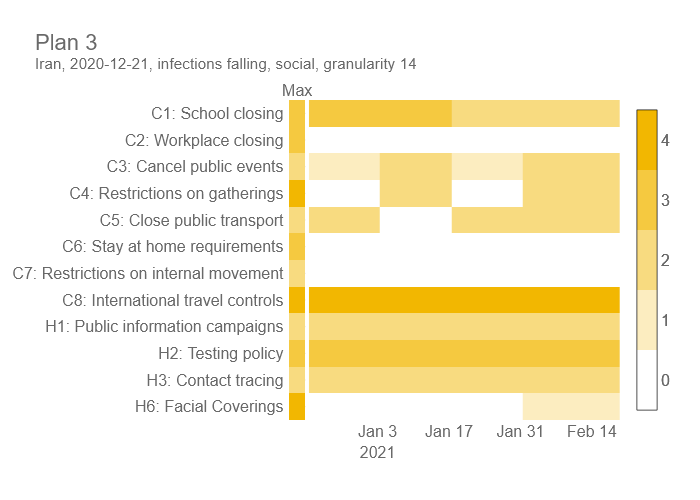 Plan 3
Iran, 2020-12-21, infections falling, social, granularity 14
Max
C1: School closing
C2: Workplace closing
C3: Cancel public events
C4: Restrictions on gatherings
C5: Close public transport
C6: Stay at home requirements
C7: Restrictions on internal movement
C8: International travel controls
H1: Public information campaigns
H2: Testing policy
H3: Contact tracing
H6: Facial Coverings
Jan 3 Jan 17 Jan 31 Feb 14
2021
4
3
2
1
0